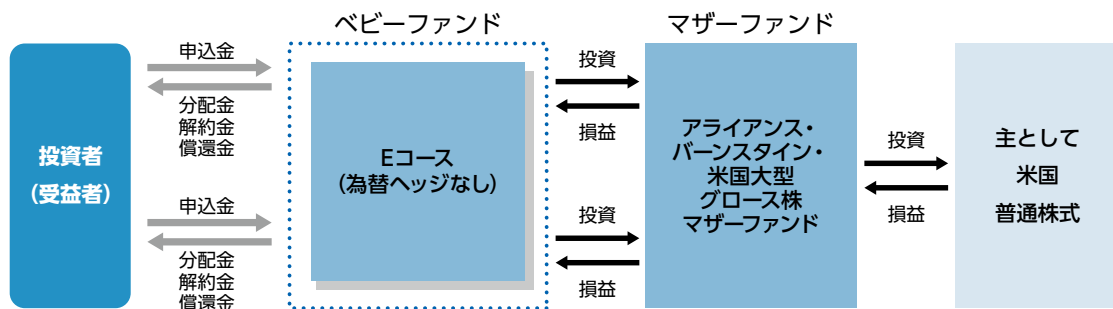 ベビーファンド
マザーファンド
投資者
(受益者)
申込金
分配金
解約金
償還金
申込金
分配金
解約金
償還金
Eコース
(為替ヘッジなし)
投資
損益
投資
損益
アライアンス・
バーンスタイン・
米国大型
グロース株
マザーファンド
投資
損益
主として
米国
普通株式